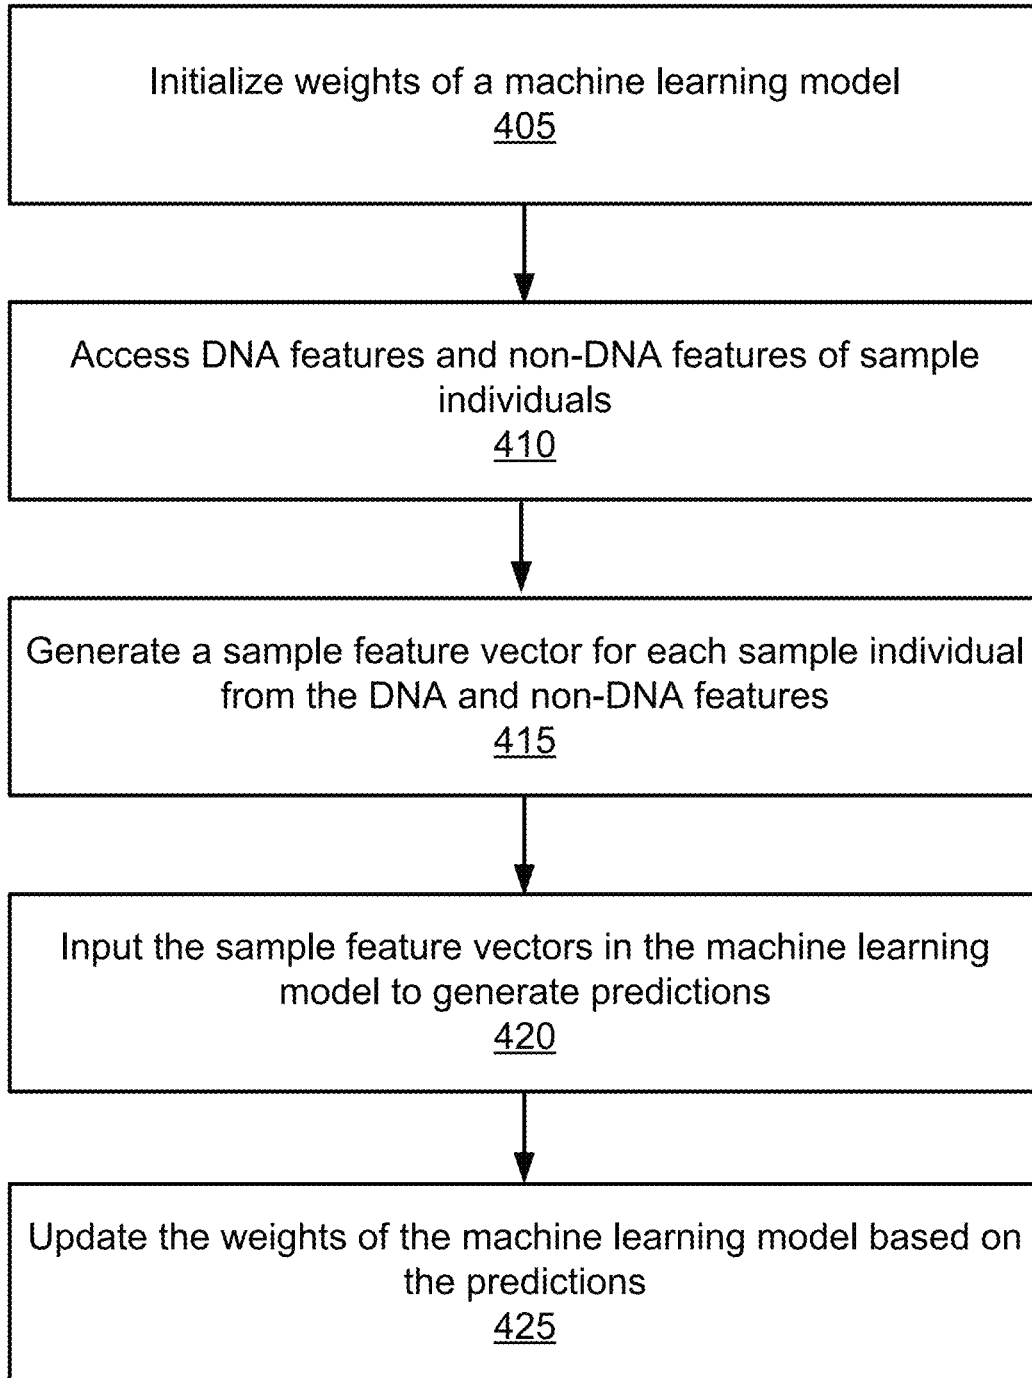 Initialize weights of a machine learning model
405
Access DNA features and non-DNA features of sample
individuals
410
Generate a sample feature vector for each sample individual
from the DNA and non-DNA features
415
Input the sample feature vectors in the machine learning
model to generate predictions
420
Update the weights of the machine learning model based on
the predictions
425